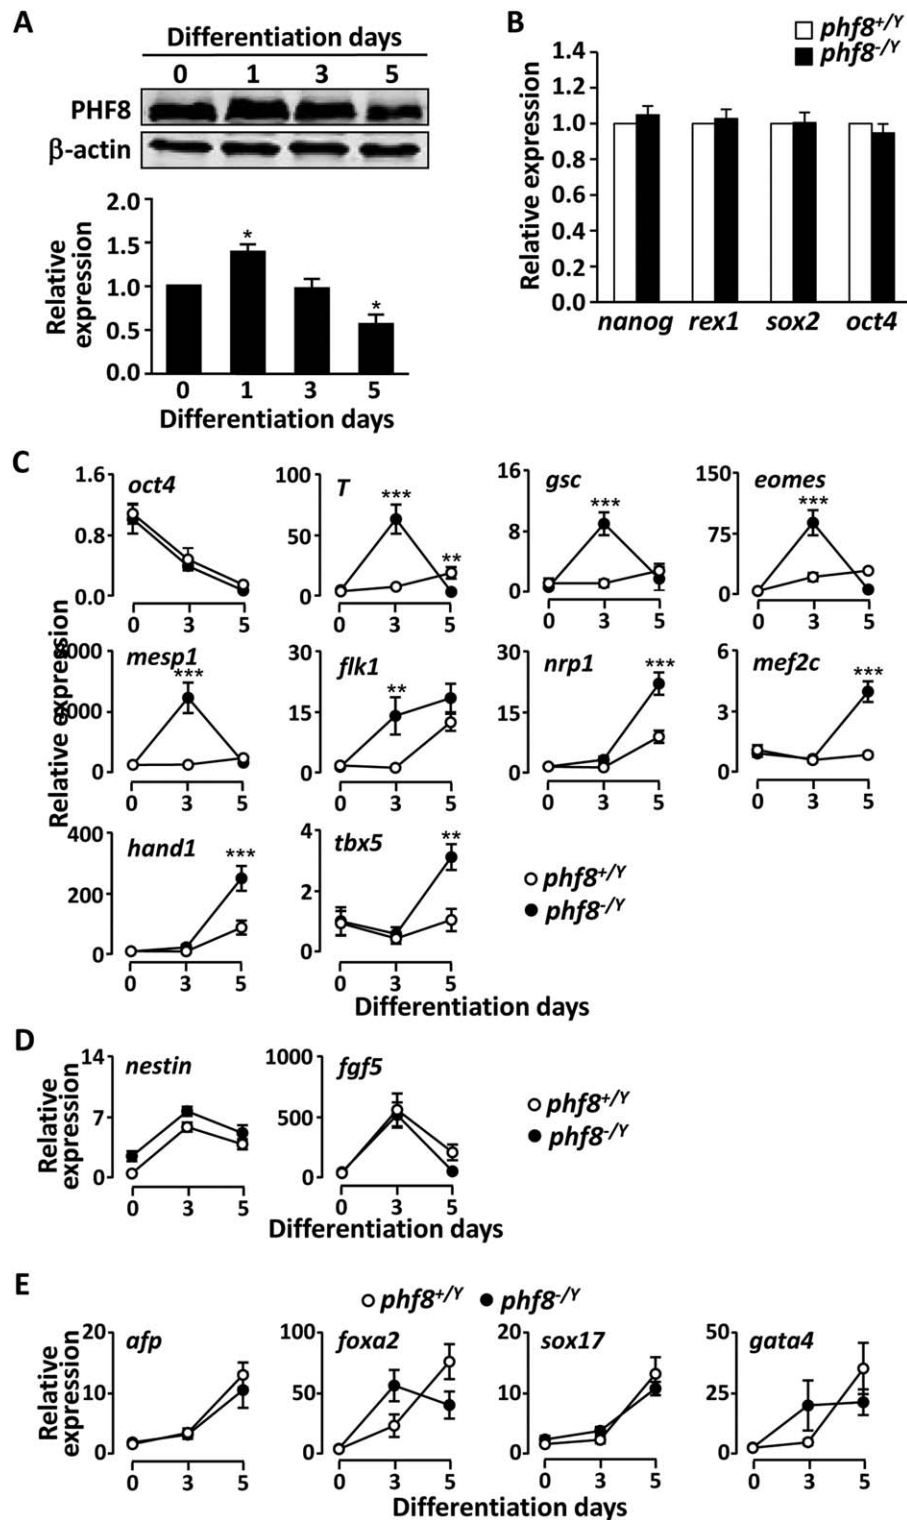 A
Differentiation days
0 1 3 5
PHF8
β-actin
2.0
1.5
1.0
0.5
0.0
Relative
expression
*
*
0 1 3 5
Differentiation days
B
phf8+/Y
phf8-/Y
1.4
1.2
1.0
0.8
0.6
0.4
0.2
0.0
Relative expression
nanog rex1 sox2 oct4
C
Relative expression
oct4
1.6
0.8
0.0
0 3 5
T
100
50
0
***
**
0 3 5
gsc
16
8
0
***
0 3 5
eomes
150
75
0
***
0 3 5
mesp1
000
000
0
***
0 3 5
flk1
30
15
0
**
0 3 5
nrp1
30
15
0
***
0 3 5
mef2c
6
3
0
***
0 3 5
hand1
400
200
0
***
0 3 5
tbx5
4
2
0
**
0 3 5
phf8+/Y
phf8-/Y
Differentiation days
D
Relative
expression
nestin
14
7
0
0 3 5
fgf5
1000
500
0
0 3 5
phf8+/Y
phf8-/Y
Differentiation days
E
phf8+/Y phf8-/Y
Relative
expression
afp
20
10
0
0 3 5
foxa2
100
50
0
0 3 5
sox17
20
10
0
0 3 5
gata4
50
25
0
0 3 5
Differentiation days